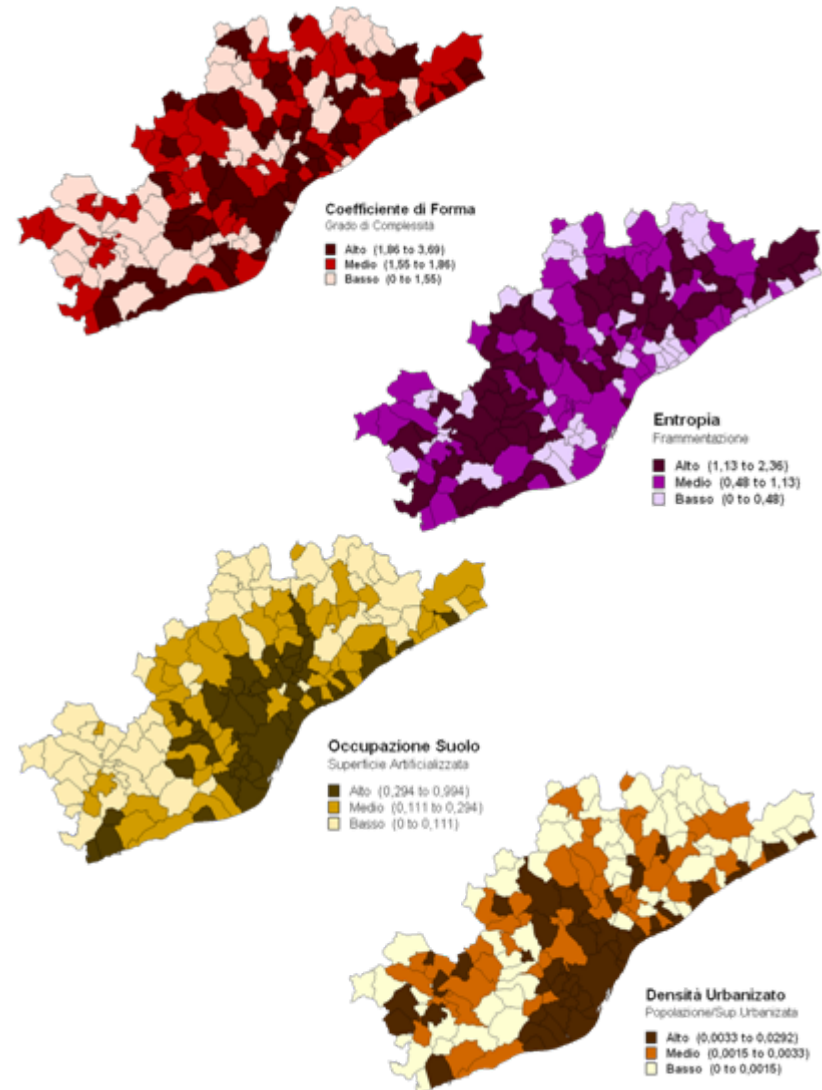 Coefficiente di Forma
Grado di Complessità
Alto (1,86 to 3,69)
Medio (1,55 to 1,86)
Basso (0 to 1,55)
Entropia
Frammentazione
Alto (1,13 to 2,36)
Medio (0,48 to 1,13)
Basso (0 to 0,48)
Occupazione Suolo
Superficie Artificializzata
Alto (0,294 to 0,994)
Medio (0,111 to 0,294)
Basso (0 to 0,111)
Densità Urbanizato
Popolazione/Sup.Urbanizata
Alto (0,0033 to 0,0292)
Medio (0,0015 to 0,0033)
Basso (0 to 0,0015)